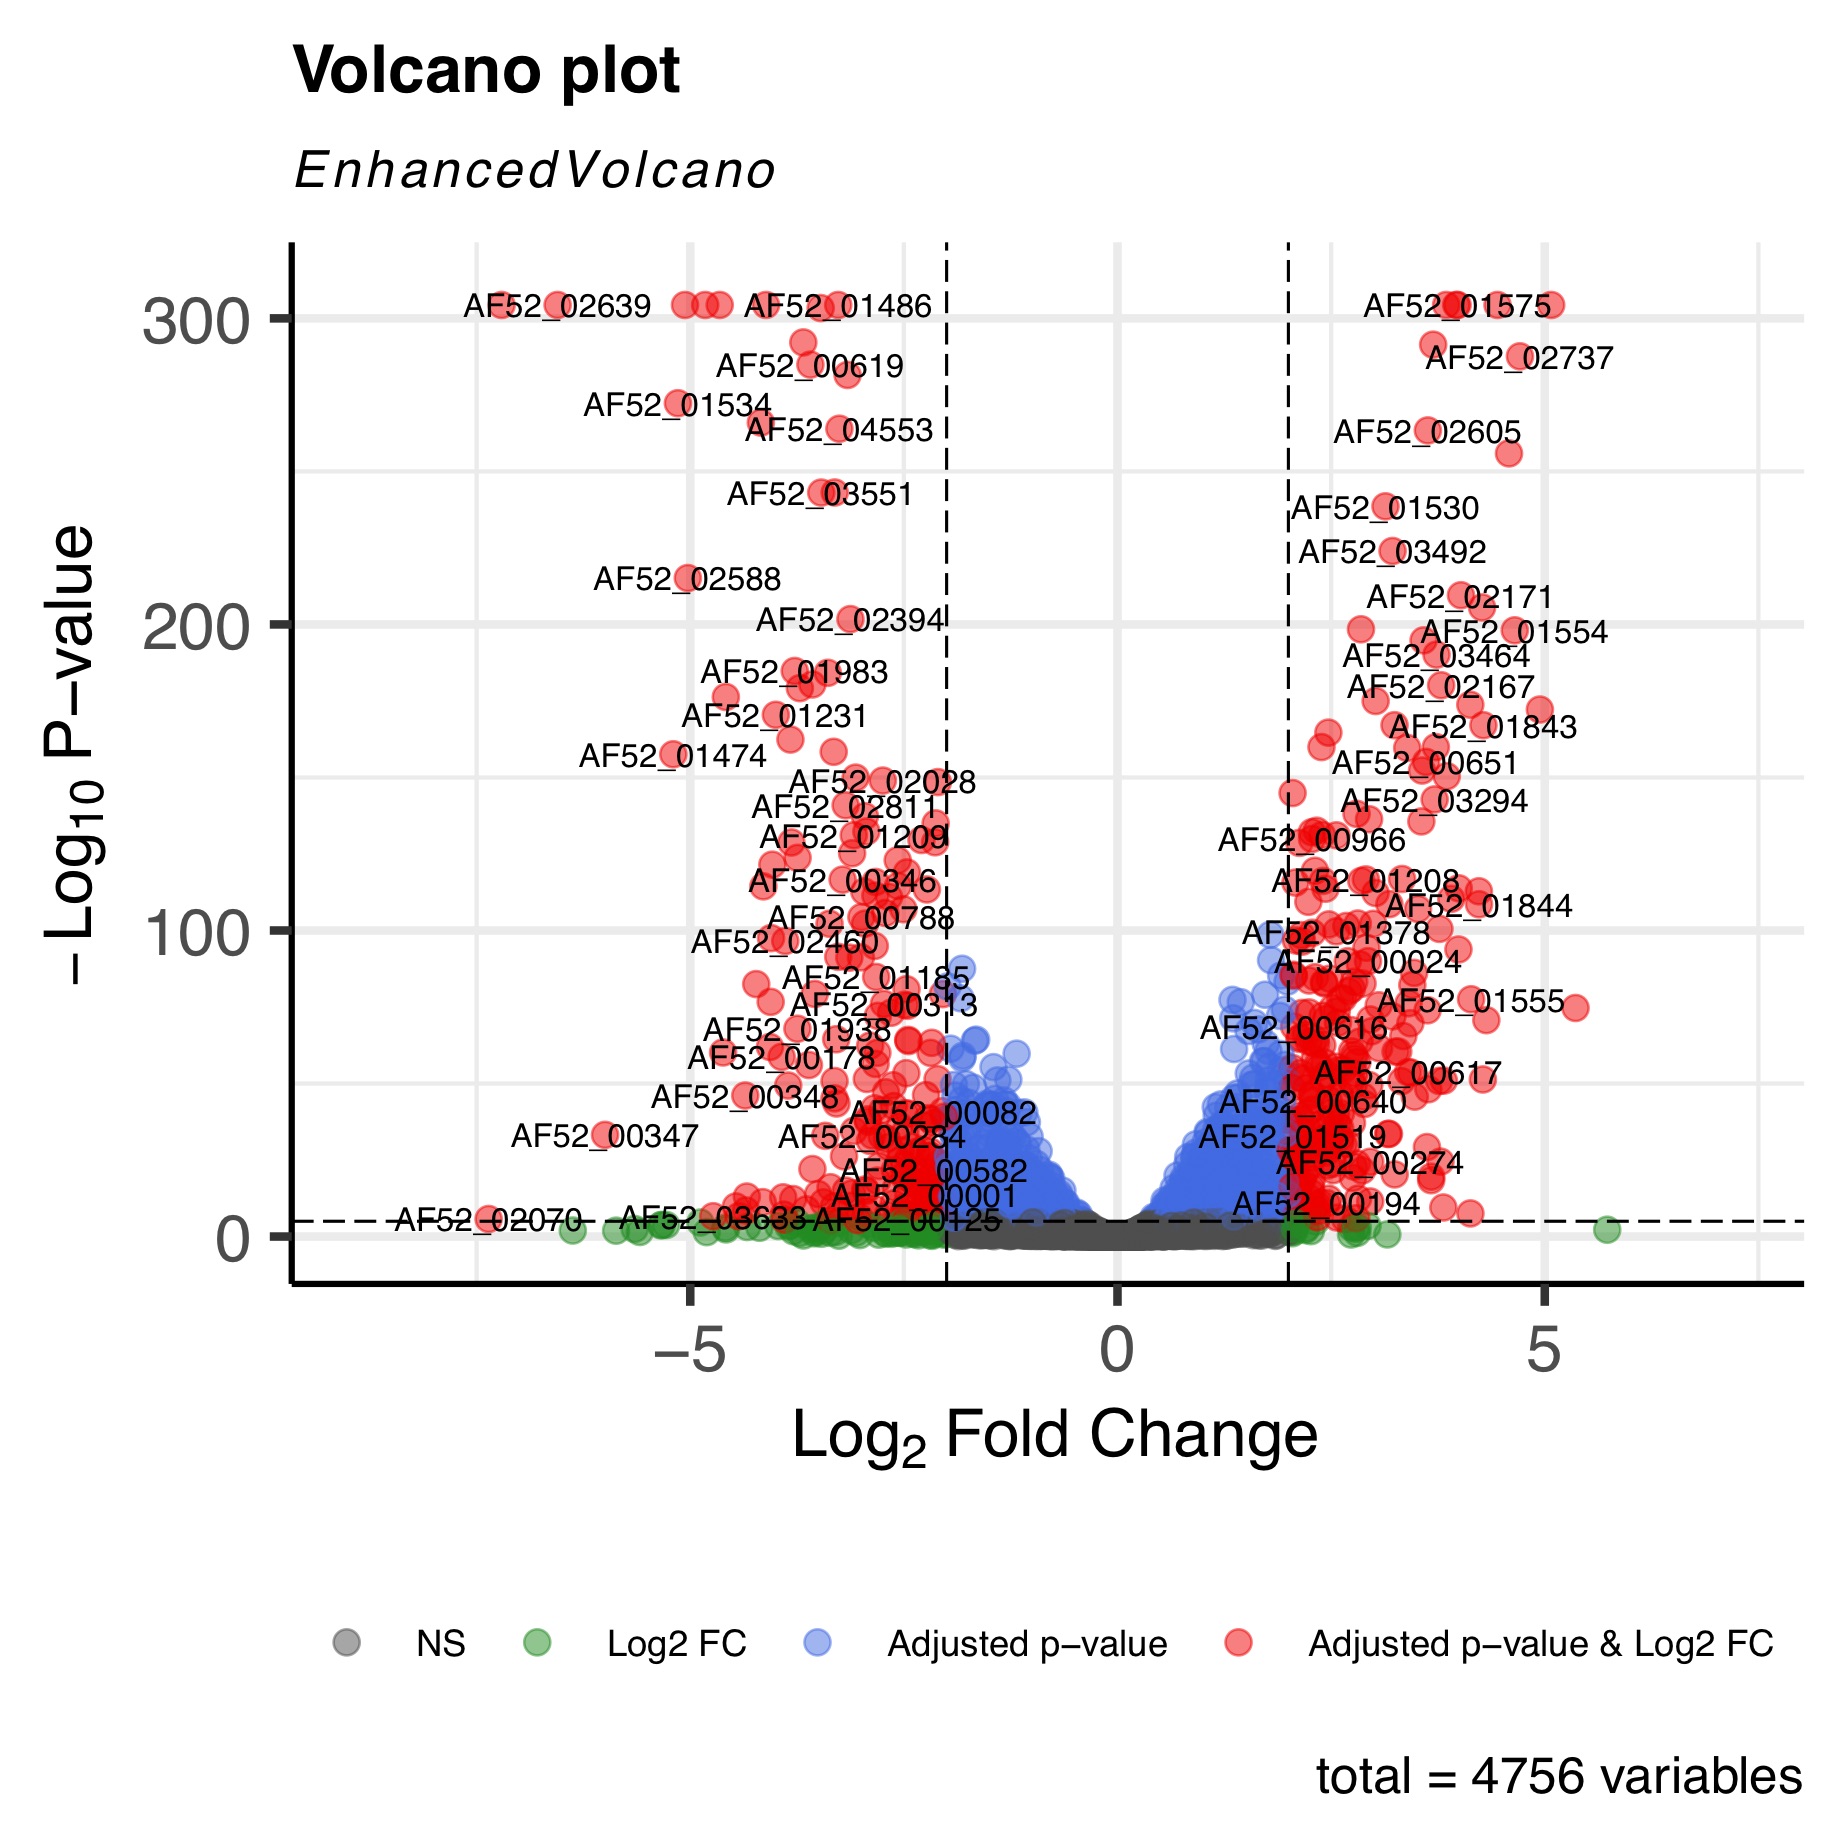 Volcano plot
EnhancedVolcano
−Log10 P−value
300
200
100
0
AF52_02639
AF52_01486
AF52_01575
AF52_02737
AF52_00619
AF52_01534
AF52_04553
AF52_02605
AF52_03551
AF52_01530
AF52_03492
AF52_02588
AF52_02171
AF52_02394
AF52_01554
AF52_03464
AF52_01983
AF52_02167
AF52_01231
AF52_01843
AF52_01474
AF52_00651
AF52_02028
AF52_02811
AF52_03294
AF52_01209
AF52_00966
AF52_00346
AF52_01208
AF52_01844
AF52_00788
AF52_01378
AF52_02460
AF52_00024
AF52_01185
AF52_00313
AF52_01555
AF52_01938
AF52_00616
AF52_00178
AF52_00617
AF52_00348
AF52_00640
AF52_00082
AF52_00347
AF52_00284
AF52_01519
AF52_00582
AF52_00274
AF52_00001
AF52_00194
AF52_02070
AF52_03633
AF52_00125
−5
0
5
Log2 Fold Change
NS
Log2 FC
Adjusted p−value
Adjusted p−value & Log2 FC
total = 4756 variables